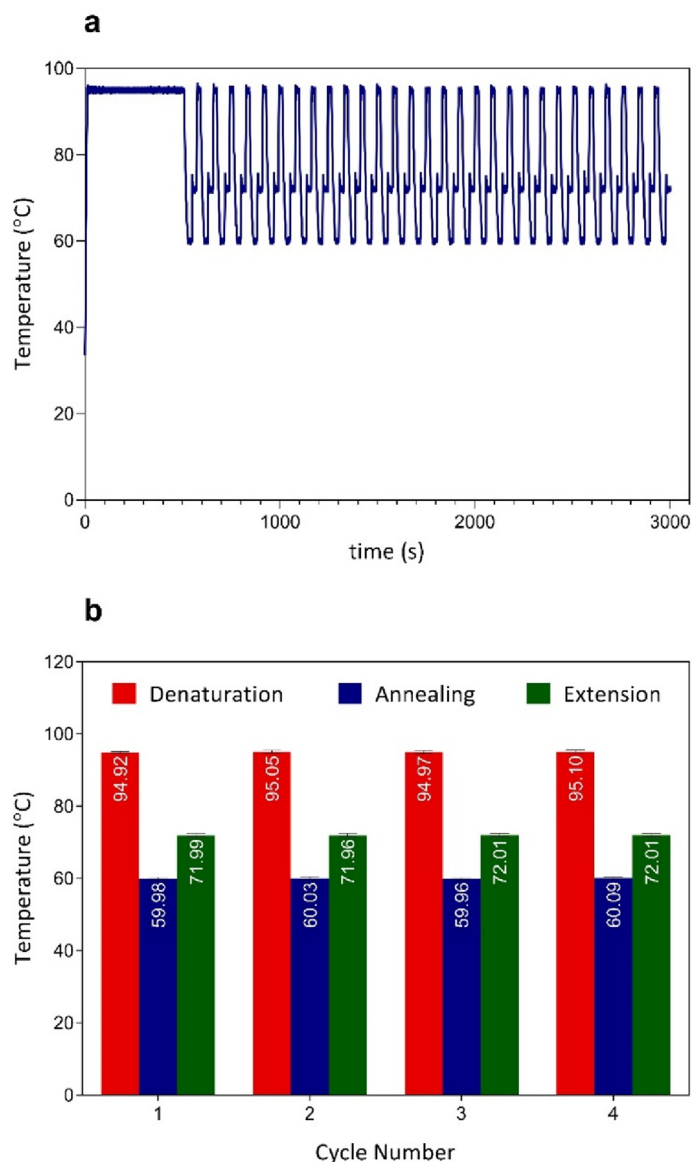 a
100
80
60
40
20
0
Temperature (°C)
0 1000 2000 3000
time (s)
b
120
100
80
60
40
20
0
Temperature (°C)
Denaturation Annealing Extension
94.92 59.98 71.99 95.05 60.03 71.96 94.97 59.96 72.01 95.10 60.09 72.01
1 2 3 4
Cycle Number